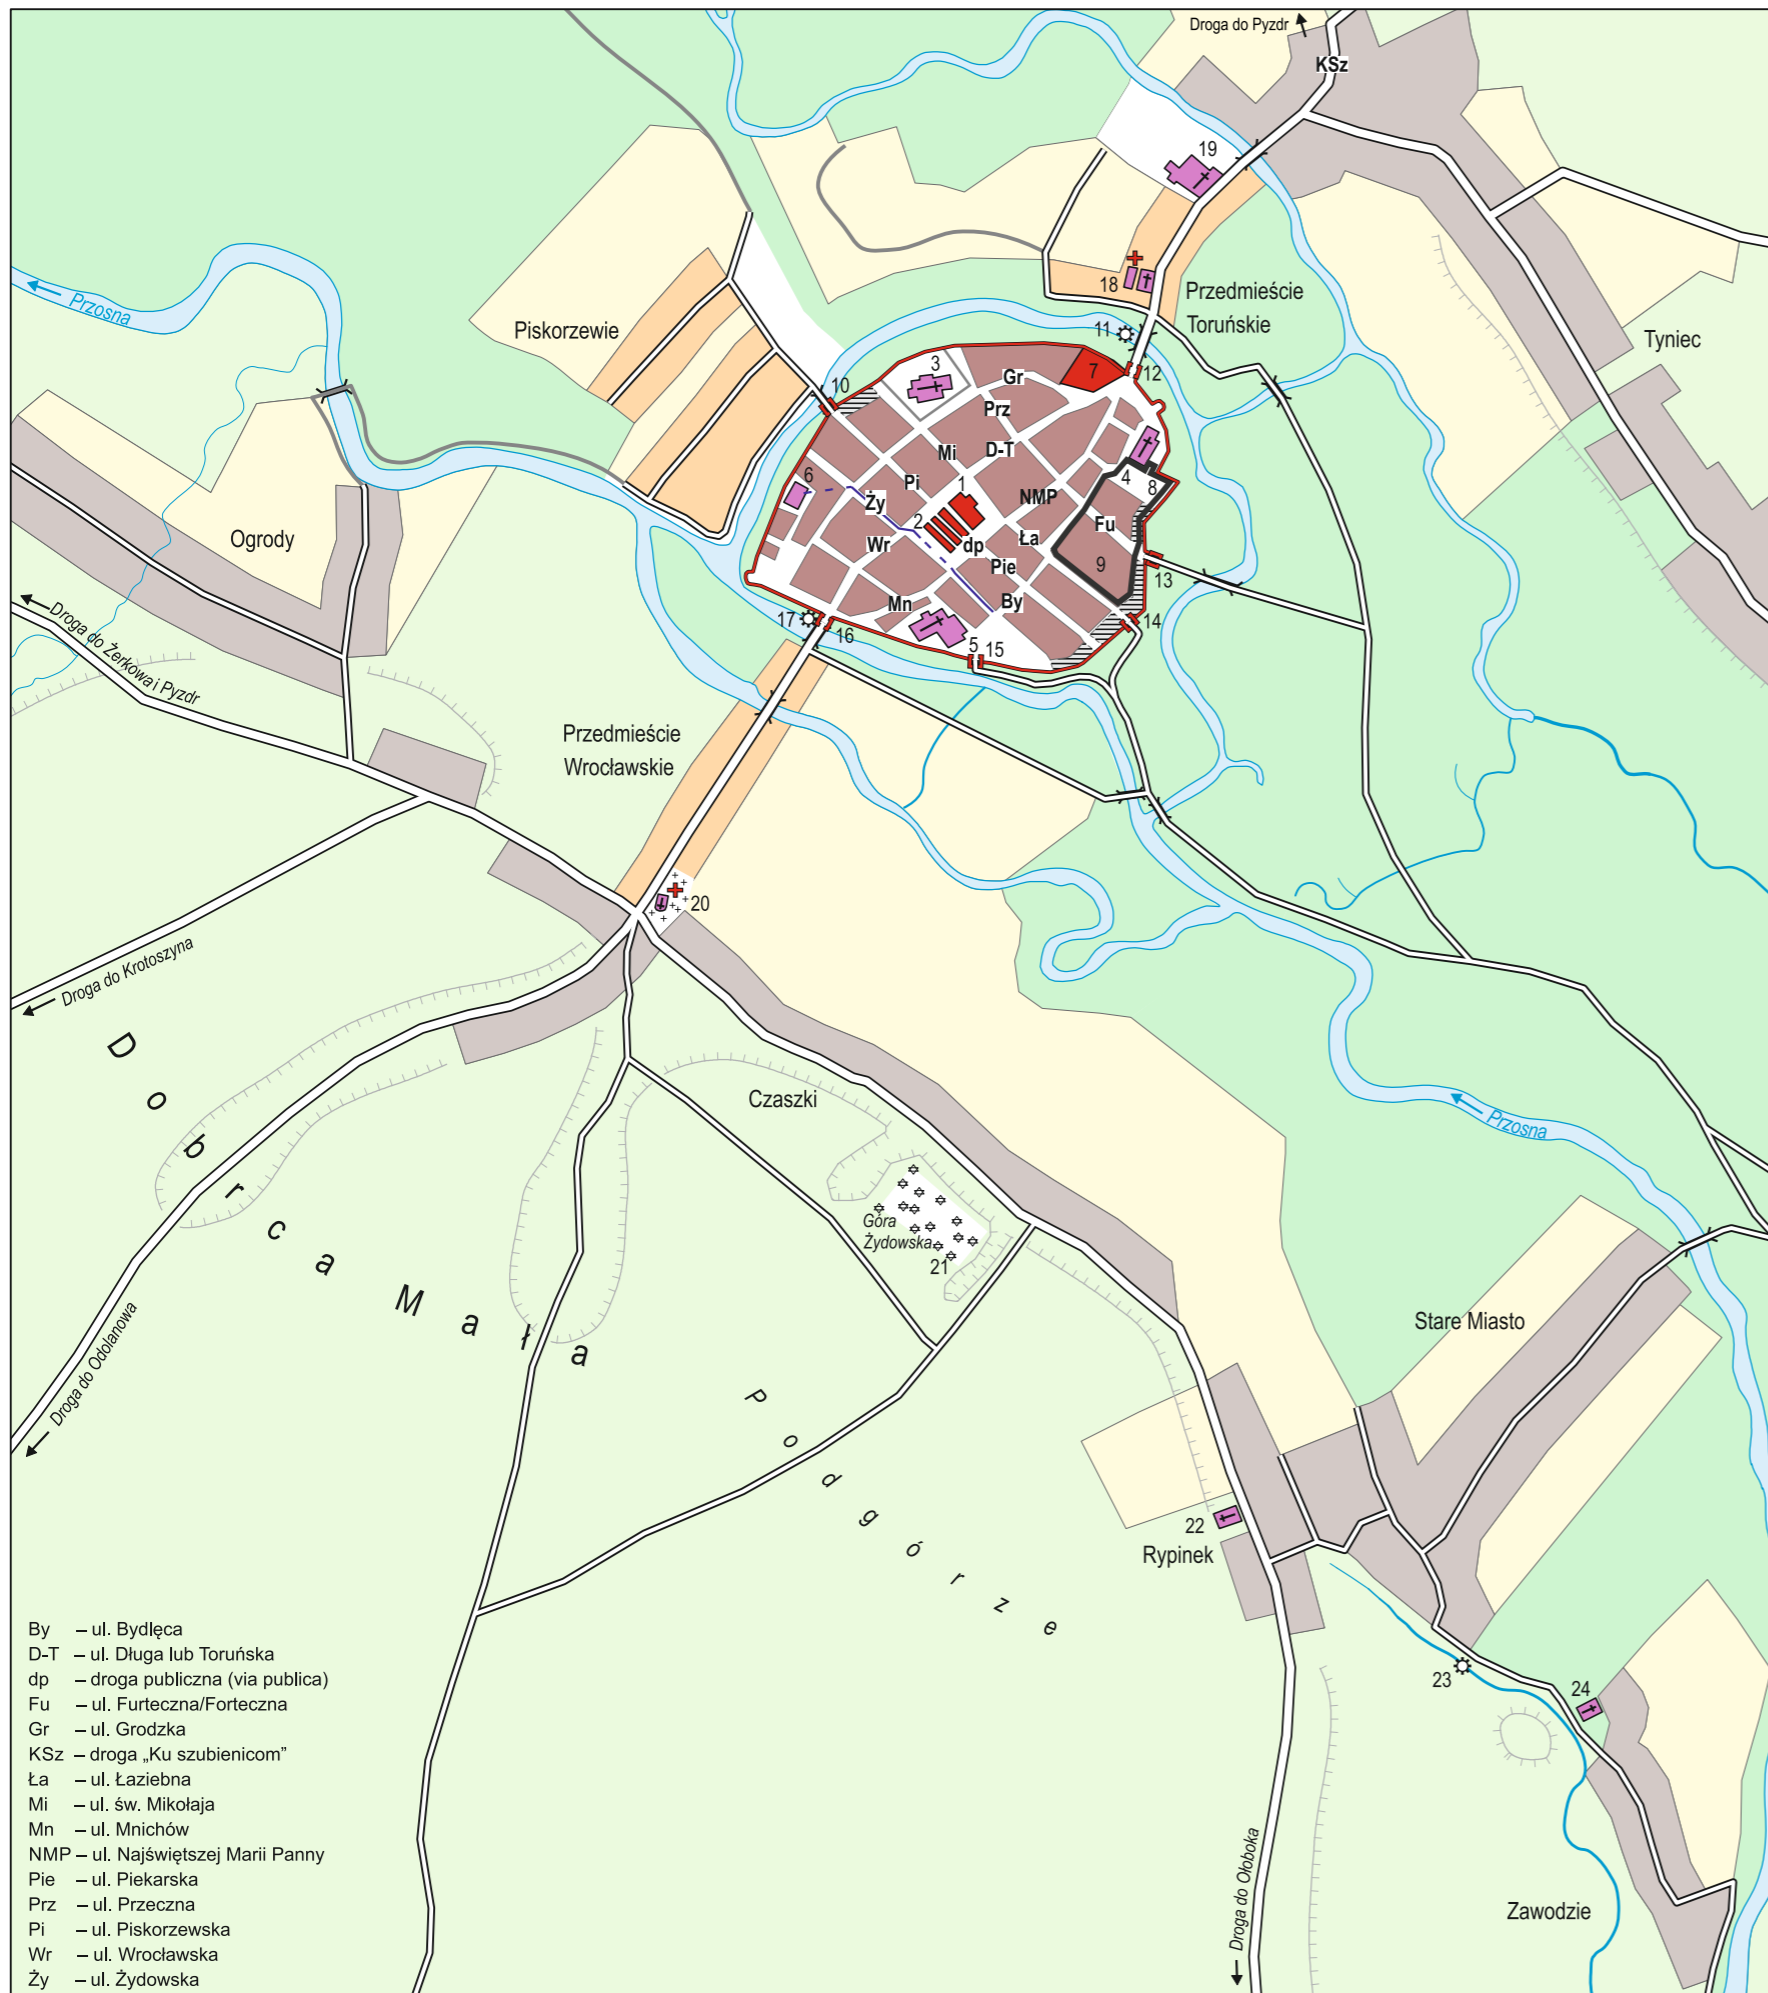 Droga do Pyzdr
KSz
19
Przosna
Piskorzewie
18
Przedmieście
Toruńskie
Tyniec
11
10
3
7
12
Gr
Prz
Mi
D-T
4
8
6
Pi
1
NMP
Ży
2
Fu
Ogrody
Wr
dp
Ła
Pie
9
13
Mn
By
17
16
14
5
15
Droga do Żerkowa i Pyzdr
Przedmieście
Wrocławskie
20
Droga do Krotoszyna
Dobrca Mała
Czaszki
Przosna
Góra
Żydowska
21
Droga do Odolanowa
Stare Miasto
Podgórze
22
Rypinek
23
24
Droga do Ołoboka
Zawodzie
By – ul. Bydlęca
D-T – ul. Długa lub Toruńska
dp – droga publiczna (via publica)
Fu – ul. Furteczna/Forteczna
Gr – ul. Grodzka
KSz – droga „Ku szubienicom”
Ła – ul. Łaziebna
Mi – ul. św. Mikołaja
Mn – ul. Mnichów
NMP – ul. Najświętszej Marii Panny
Pie – ul. Piekarska
Prz – ul. Przeczna
Pi – ul. Piskorzewska
Wr – ul. Wrocławska
Ży – ul. Żydowska